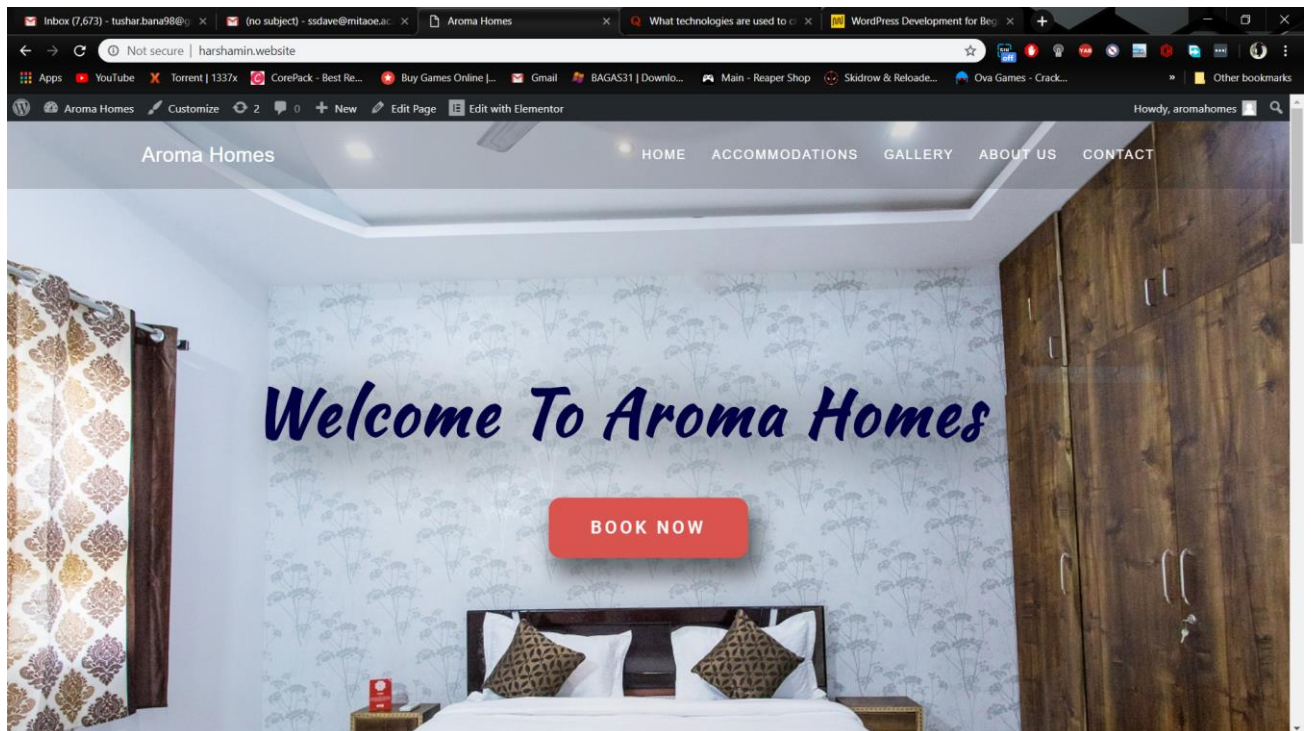 Inbox (7,673) - tushar.bana98@g
(no subject) - ssdave@mitaoe.ac.
Aroma Homes
What technologies are used to c
WordPress Development for Beg
Not secure | harshamin.website
off
Apps
YouTube
Torrent | 1337x
CorePack - Best Re...
Buy Games Online |...
Gmail
BAGAS31 | Downlo...
Main - Reaper Shop
Skidrow & Reloade...
Ova Games - Crack...
»
Other bookmarks
Aroma Homes
Customize
2
0
New
Edit Page
Edit with Elementor
Howdy, aromahomes
Aroma Homes
HOME
ACCOMMODATIONS
GALLERY
ABOUT US
CONTACT
Welcome To Aroma Homes
BOOK NOW